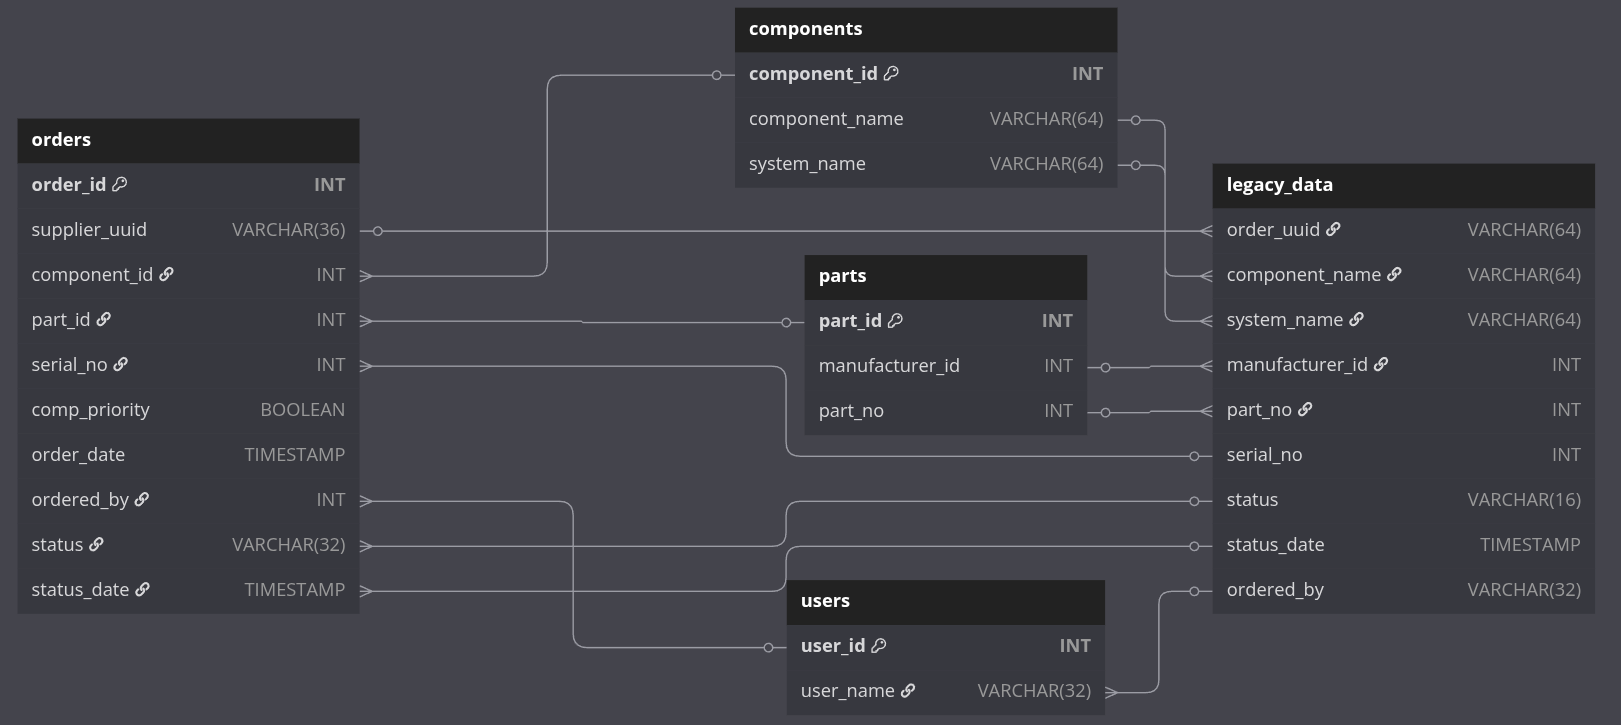 components
component_id INT
component_name VARCHAR(64)
system_name VARCHAR(64)
orders
order_id INT
supplier_uuid VARCHAR(36)
component_id INT
part_id INT
serial_no INT
comp_priority BOOLEAN
order_date TIMESTAMP
ordered_by INT
status VARCHAR(32)
status_date TIMESTAMP
parts
part_id INT
manufacturer_id INT
part_no INT
users
user_id INT
user_name VARCHAR(32)
legacy_data
order_uuid VARCHAR(64)
component_name VARCHAR(64)
system_name VARCHAR(64)
manufacturer_id INT
part_no INT
serial_no INT
status VARCHAR(16)
status_date TIMESTAMP
ordered_by VARCHAR(32)